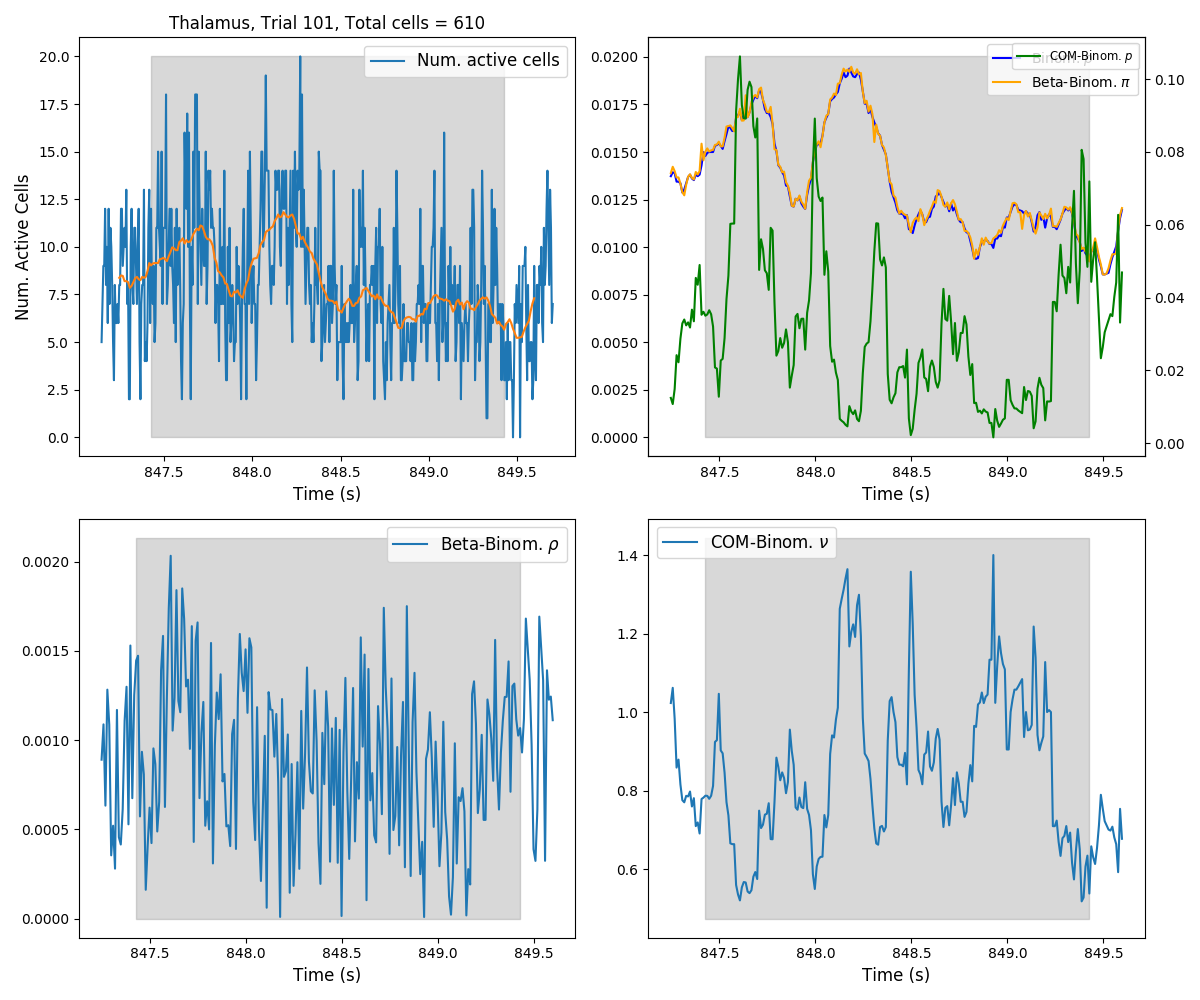 Thalamus, Trial 101, Total cells = 610
Num. Active Cells
20.0
17.5
15.0
12.5
10.0
7.5
5.0
2.5
0.0
Num. active cells
847.5 848.0 848.5 849.0 849.5
Time (s)
0.0200
0.0175
0.0150
0.0125
0.0100
0.0075
0.0050
0.0025
0.0000
COM-Binom. p
Binom. p
Beta-Binom. π
0.10
0.08
0.06
0.04
0.02
0.00
847.5 848.0 848.5 849.0 849.5
Time (s)
0.0020
0.0015
0.0010
0.0005
0.0000
Beta-Binom. ρ
847.5 848.0 848.5 849.0 849.5
Time (s)
1.4
1.2
1.0
0.8
0.6
COM-Binom. ν
847.5 848.0 848.5 849.0 849.5
Time (s)